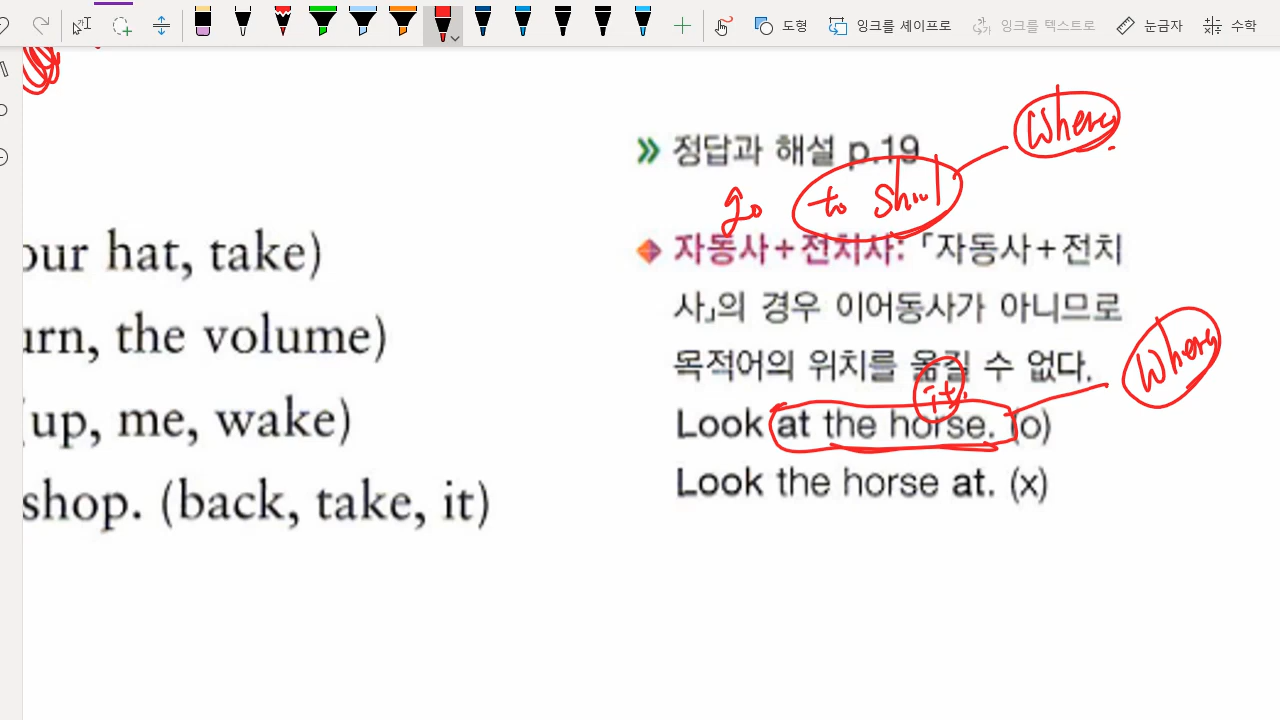 도형 잉크를 셰이프로 잉크를 텍스트로 눈금자 수학
Where
» 정답과 해설 p.19
go to Shool
our hat, take)
자동사+전치사: 「자동사+전치
사」의 경우 이어동사가 아니므로
urn, the volume)
목적어의 위치를 옮길 수 없다.
Where
it.
up, me, wake)
Look at the horse. (o)
Look the horse at. (x)
shop. (back, take, it)